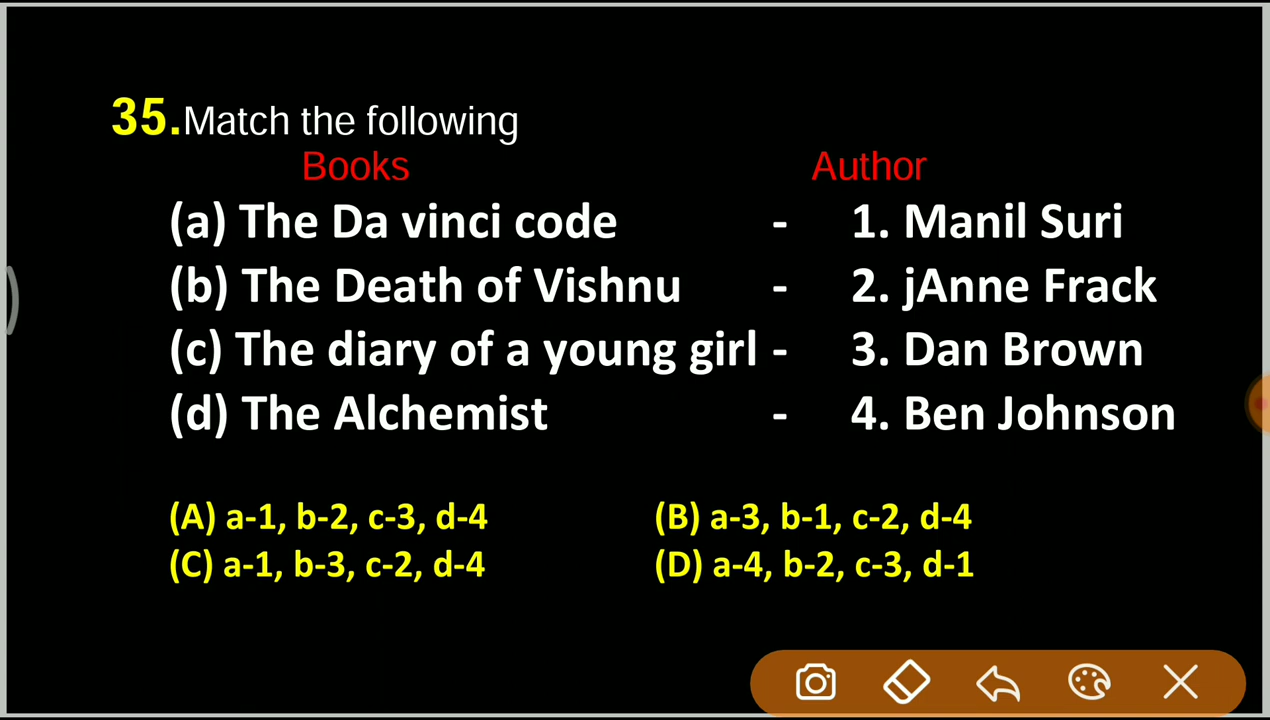 35.Match the following
Books Author
(a) The Da vinci code - 1. Manil Suri
(b) The Death of Vishnu - 2. jAnne Frack
(c) The diary of a young girl - 3. Dan Brown
(d) The Alchemist - 4. Ben Johnson
(A) a-1, b-2, c-3, d-4 (B) a-3, b-1, c-2, d-4
(C) a-1, b-3, c-2, d-4 (D) a-4, b-2, c-3, d-1